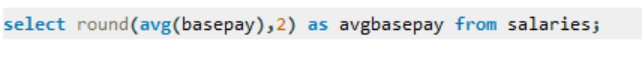 select round(avg(basepay),2) as avgbasepay from salaries;